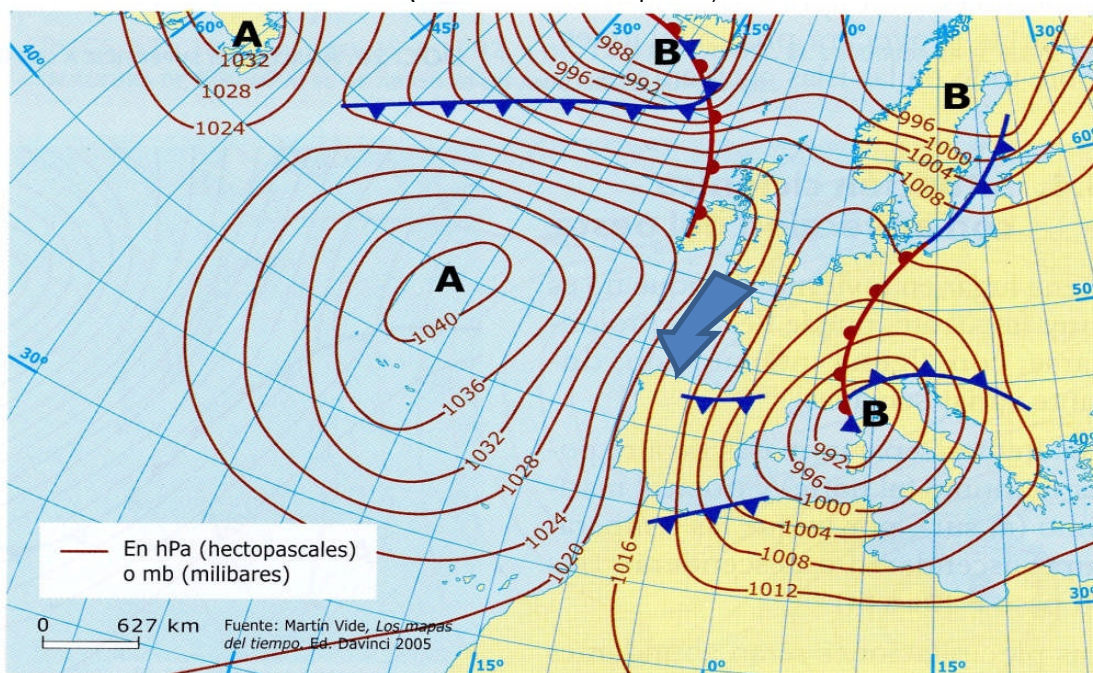 A
60º
45º
B
15º
0º
30º
40º
1032
1028
1024
988
996
992
B
996
1000
1004
1008
60º
A
1040
1036
1032
1028
1024
1020
1016
50º
B
992
996
1000
1004
1008
1012
40º
30º
30º
En hPa (hectopascales)
o mb (milibares)
0 627 km
Fuente: Martín Vide, Los mapas
del tiempo. Ed. Davinci 2005
15º
0º
15º